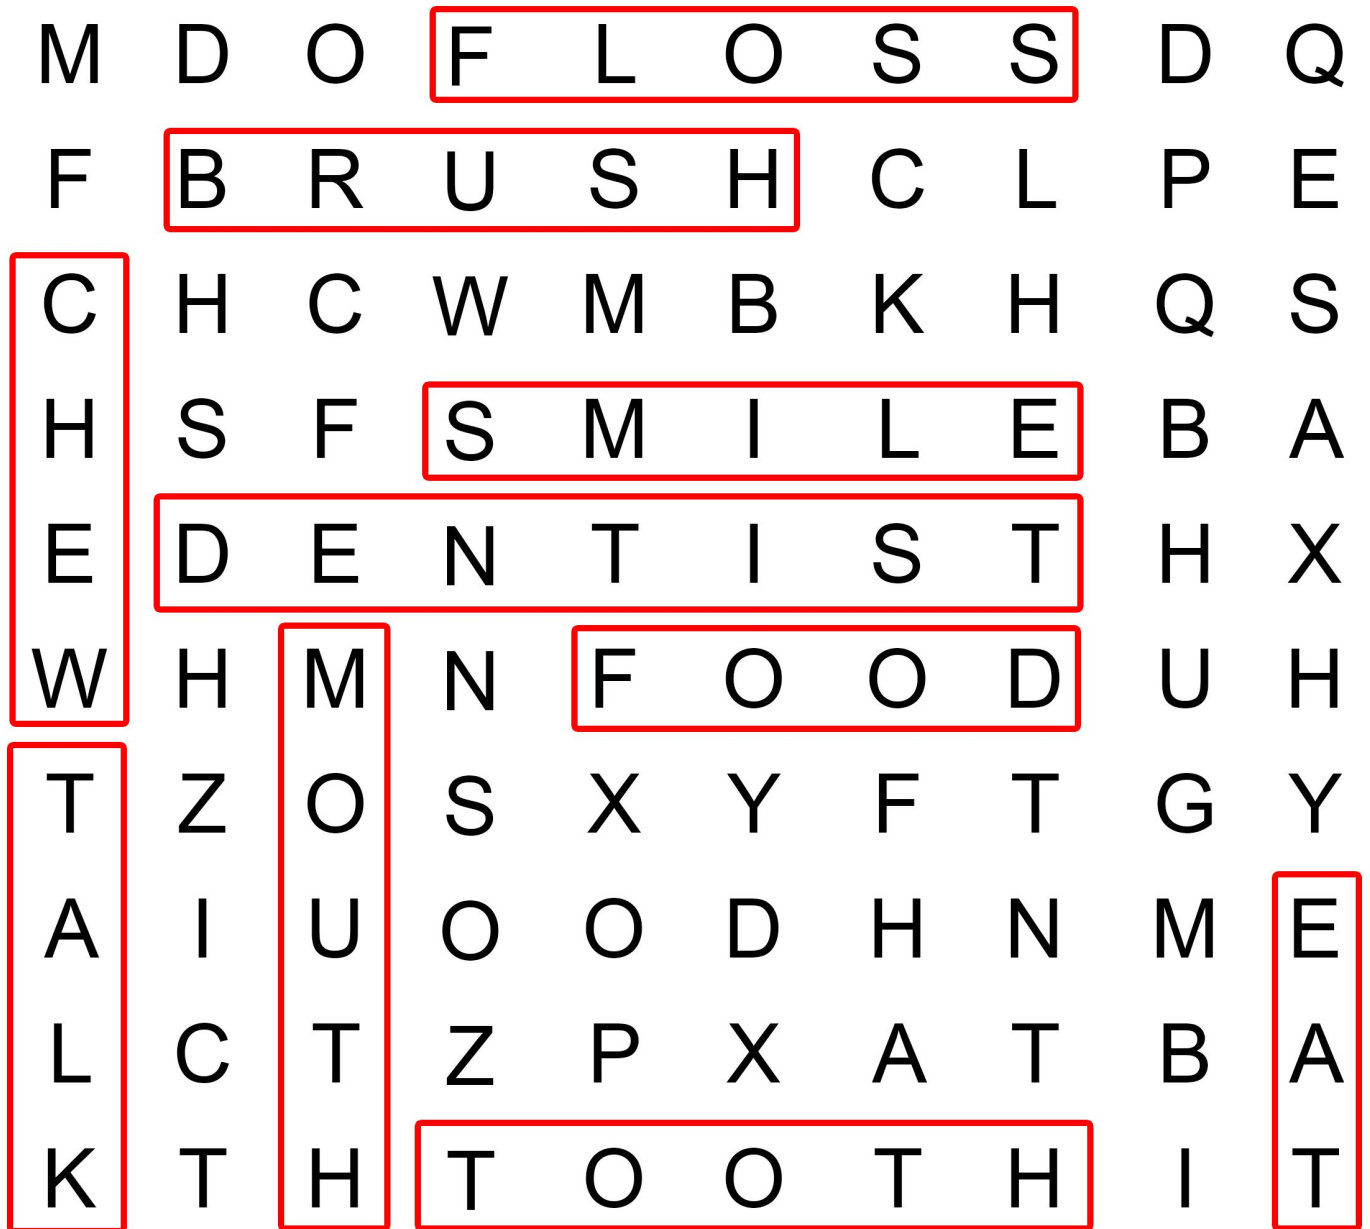 M D O F L O S S D Q
F B R U S H C L P E
C H C W M B K H Q S
H S F S M I L E B A
E D E N T I S T H X
W H M N F O O D U H
T Z O S X Y F T G Y
A I U O O D H N M E
L C T Z P X A T B A
K T H T O O T H I T